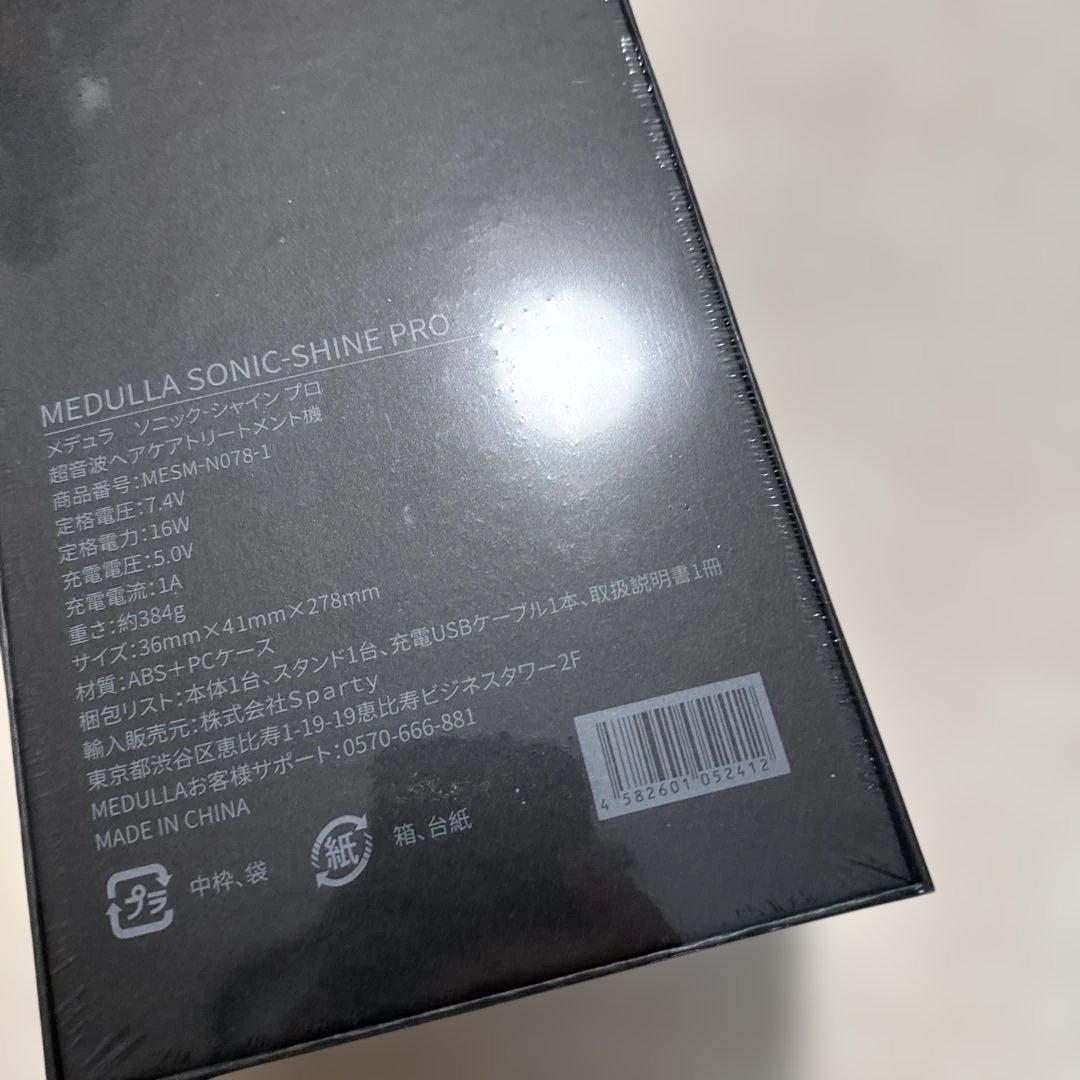 MEDULLA SONIC-SHINE PRO
メデュラ　ソニック-シャイン プロ
超音波ヘアケアトリートメント機
商品番号：MESM-N078-1
定格電圧：7.4V
定格電力：16W
充電電圧：5.0V
充電電流：1A
重さ：約384g
サイズ：36mm×41mm×278mm
材質：ABS＋PCケース
梱包リスト：本体1台、スタンド1台、充電USBケーブル1本、取扱説明書1冊
輸入販売元：株式会社Sparty
東京都渋谷区恵比寿1-19-19恵比寿ビジネスタワー2F
MEDULLAお客様サポート：0570-666-881
MADE IN CHINA
4 582601 052412
プラ 中枠、袋 紙 箱、台紙